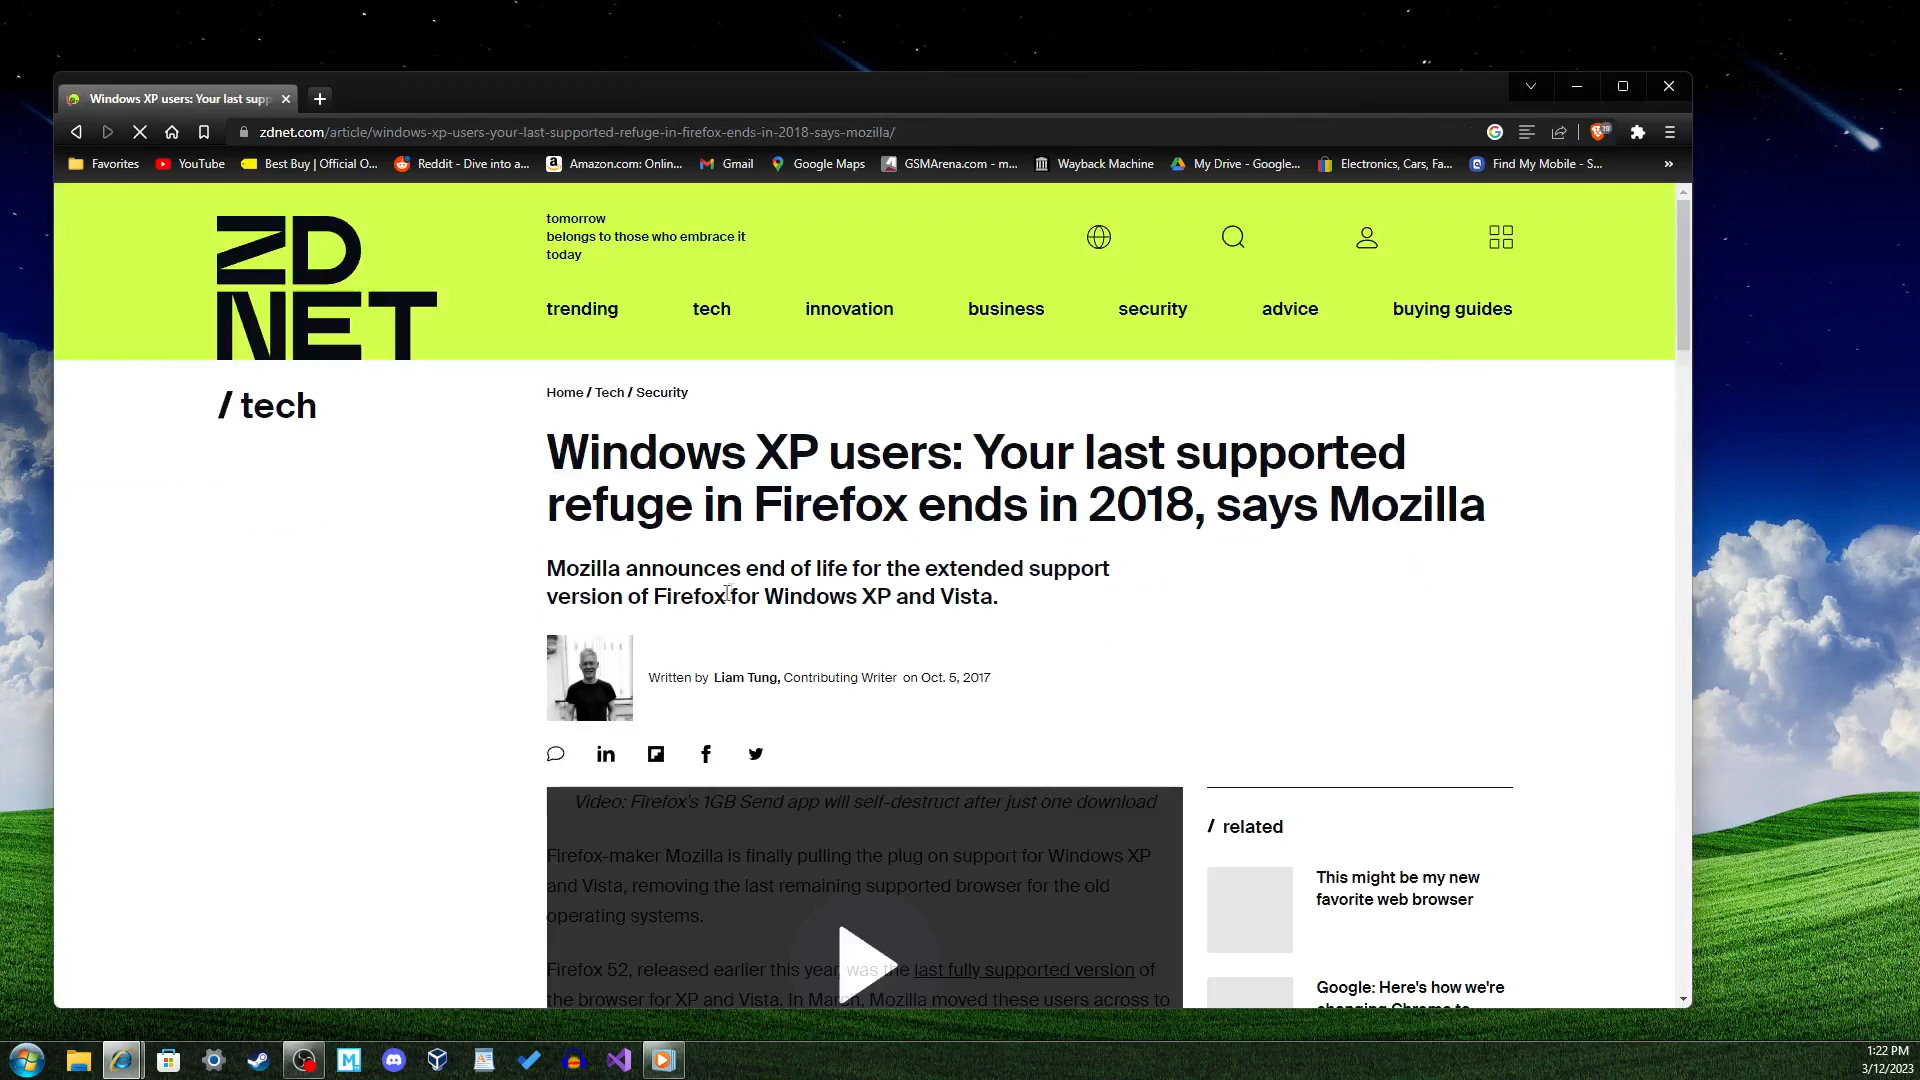 Windows XP users: Your last supp
zdnet.com/article/windows-xp-users-your-last-supported-refuge-in-firefox-ends-in-2018-says-mozilla/
Favorites
YouTube
Best Buy | Official O...
Reddit - Dive into a...
Amazon.com: Onlin...
Gmail
Google Maps
GSMArena.com - m...
Wayback Machine
My Drive - Google...
Electronics, Cars, Fa...
Find My Mobile - S...
ZD
NET
tomorrow
belongs to those who embrace it
today
trending
tech
innovation
business
security
advice
buying guides
/ tech
Home / Tech / Security
Windows XP users: Your last supported
refuge in Firefox ends in 2018, says Mozilla
Mozilla announces end of life for the extended support
version of Firefox for Windows XP and Vista.
Written by Liam Tung, Contributing Writer on Oct. 5, 2017
Video: Firefox's 1GB Send app will self-destruct after just one download
Firefox-maker Mozilla is finally pulling the plug on support for Windows XP
and Vista, removing the last remaining supported browser for the old
operating systems.
Firefox 52, released earlier this year, was the last fully supported version of
the browser for XP and Vista. In March, Mozilla moved these users across to
/ related
This might be my new
favorite web browser
Google: Here's how we're
changing Chrome to
1:22 PM
3/12/2023